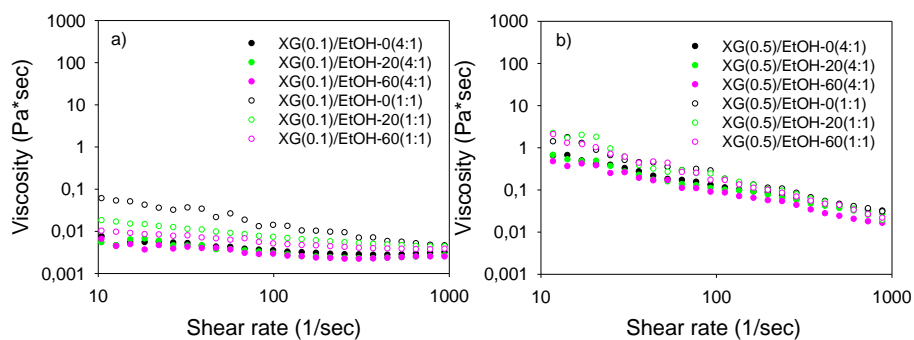 a)
Viscosity (Pa*sec)
1000
100
10
1
0,1
0,01
0,001
XG(0.1)/EtOH-0(4:1)
XG(0.1)/EtOH-20(4:1)
XG(0.1)/EtOH-60(4:1)
XG(0.1)/EtOH-0(1:1)
XG(0.1)/EtOH-20(1:1)
XG(0.1)/EtOH-60(1:1)
10 100 1000
Shear rate (1/sec)
b)
Viscosity (Pa*sec)
1000
100
10
1
0,1
0,01
0,001
XG(0.5)/EtOH-0(4:1)
XG(0.5)/EtOH-20(4:1)
XG(0.5)/EtOH-60(4:1)
XG(0.5)/EtOH-0(1:1)
XG(0.5)/EtOH-20(1:1)
XG(0.5)/EtOH-60(1:1)
10 100 1000
Shear rate (1/sec)